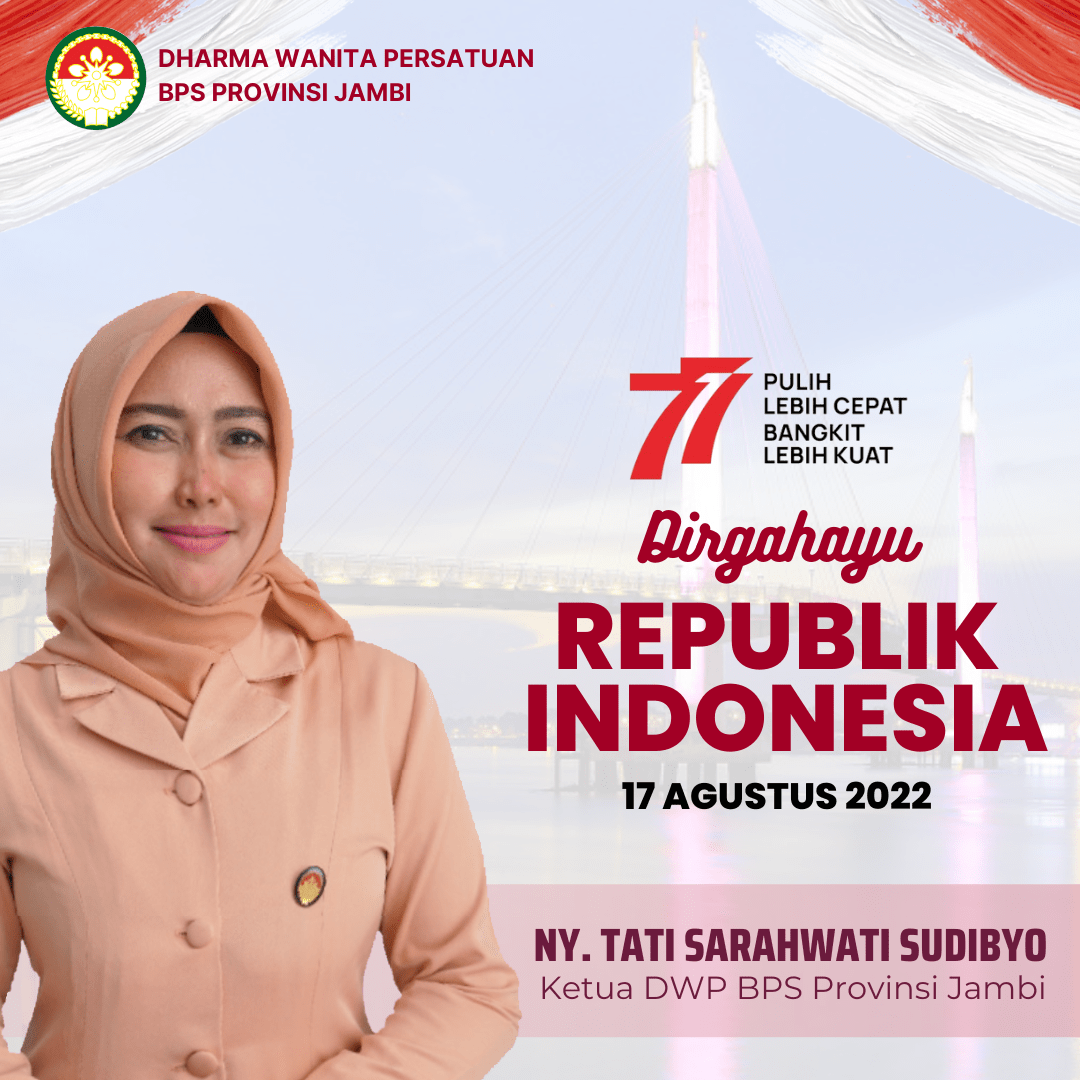 DHARMA WANITA PERSATUAN
BPS PROVINSI JAMBI
77
PULIH
LEBIH CEPAT
BANGKIT
LEBIH KUAT
Dirgahayu
REPUBLIK
INDONESIA
17 AGUSTUS 2022
NY. TATI SARAHWATI SUDIBYO
Ketua DWP BPS Provinsi Jambi